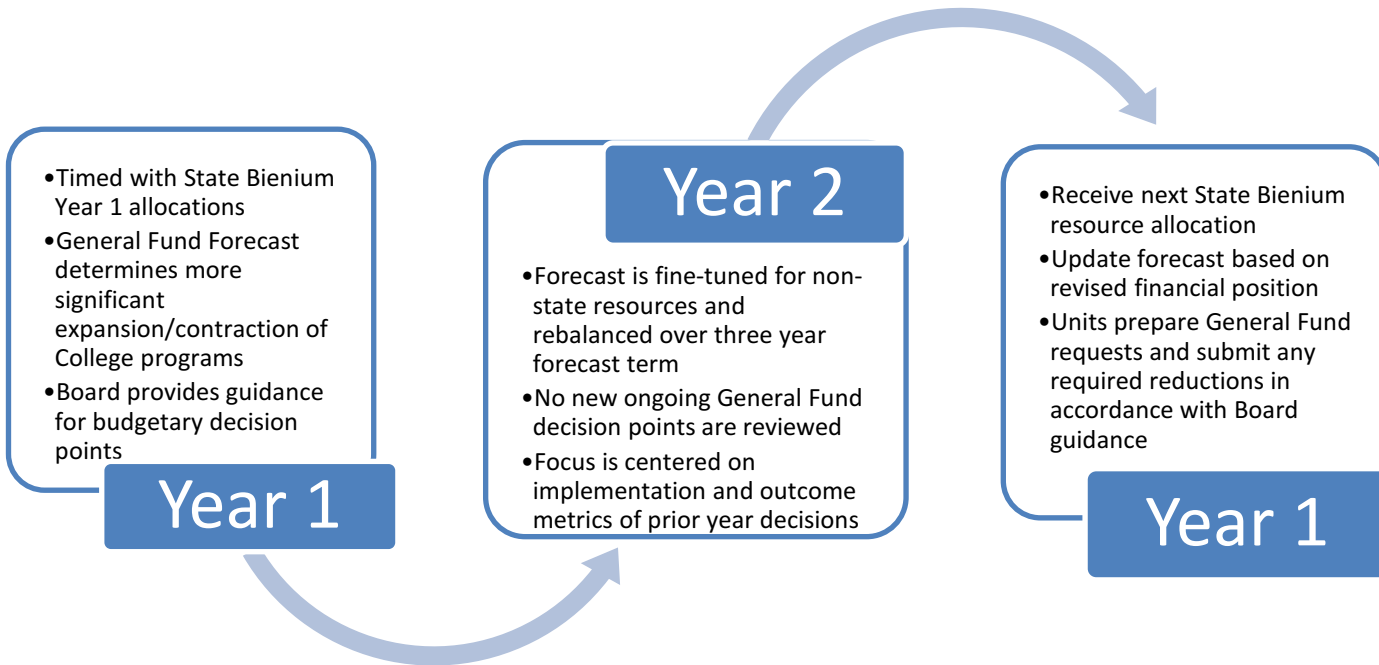 •Timed with State Bienium
Year 1 allocations
•General Fund Forecast
determines more
significant
expansion/contraction of
College programs
•Board provides guidance
for budgetary decision
points
Year 1
Year 2
•Forecast is fine-tuned for non-
state resources and
rebalanced over three year
forecast term
•No new ongoing General Fund
decision points are reviewed
•Focus is centered on
implementation and outcome
metrics of prior year decisions
•Receive next State Bienium
resource allocation
•Update forecast based on
revised financial position
•Units prepare General Fund
requests and submit any
required reductions in
accordance with Board
guidance
Year 1